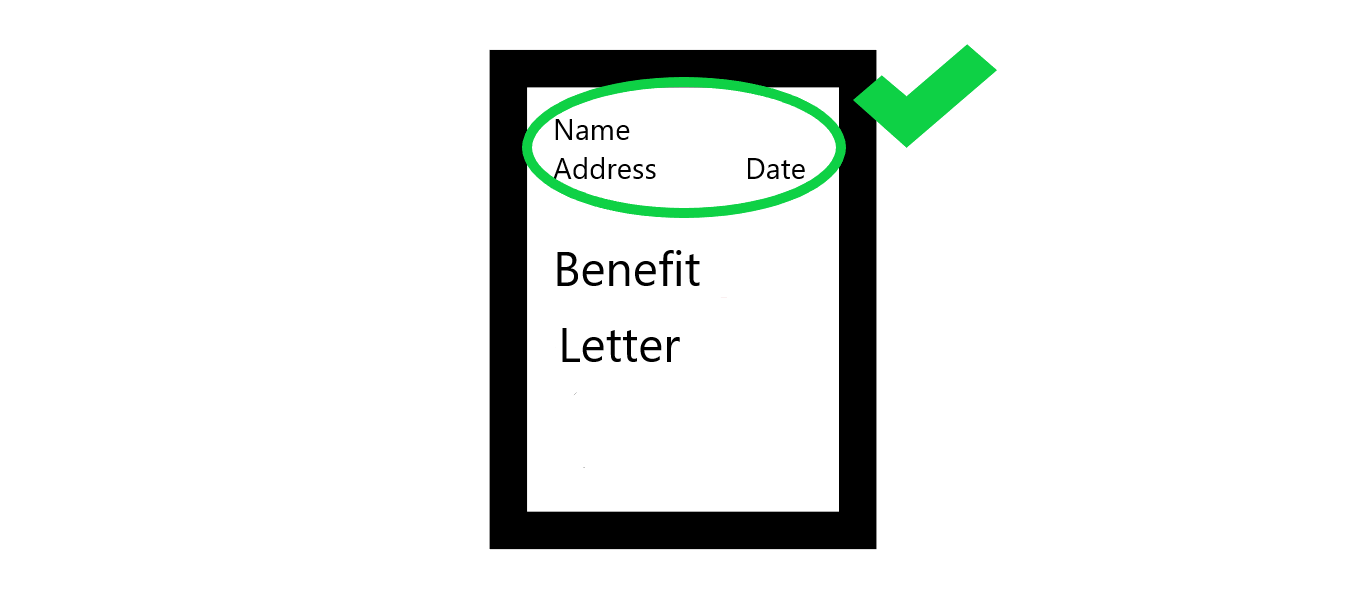 Name
Address Date
Benefit
Letter